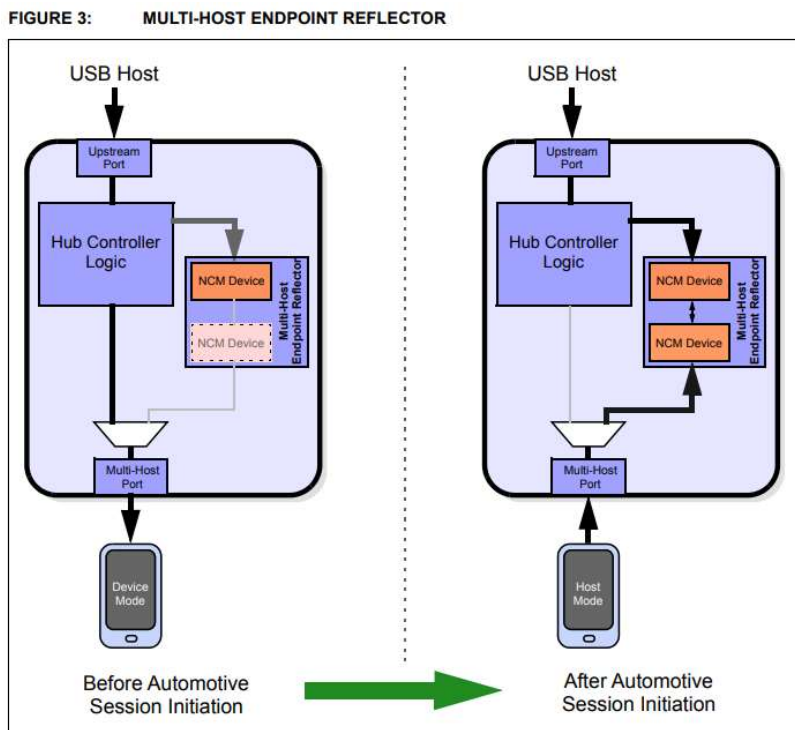 FIGURE 3: MULTI-HOST ENDPOINT REFLECTOR
USB Host
Upstream
Port
Hub Controller
Logic
NCM Device
NCM Device
Multi-Host
Endpoint Reflector
Multi-Host
Port
Device
Mode
Before Automotive
Session Initiation
USB Host
Upstream
Port
Hub Controller
Logic
NCM Device
NCM Device
Multi-Host
Endpoint Reflector
Multi-Host
Port
Host
Mode
After Automotive
Session Initiation